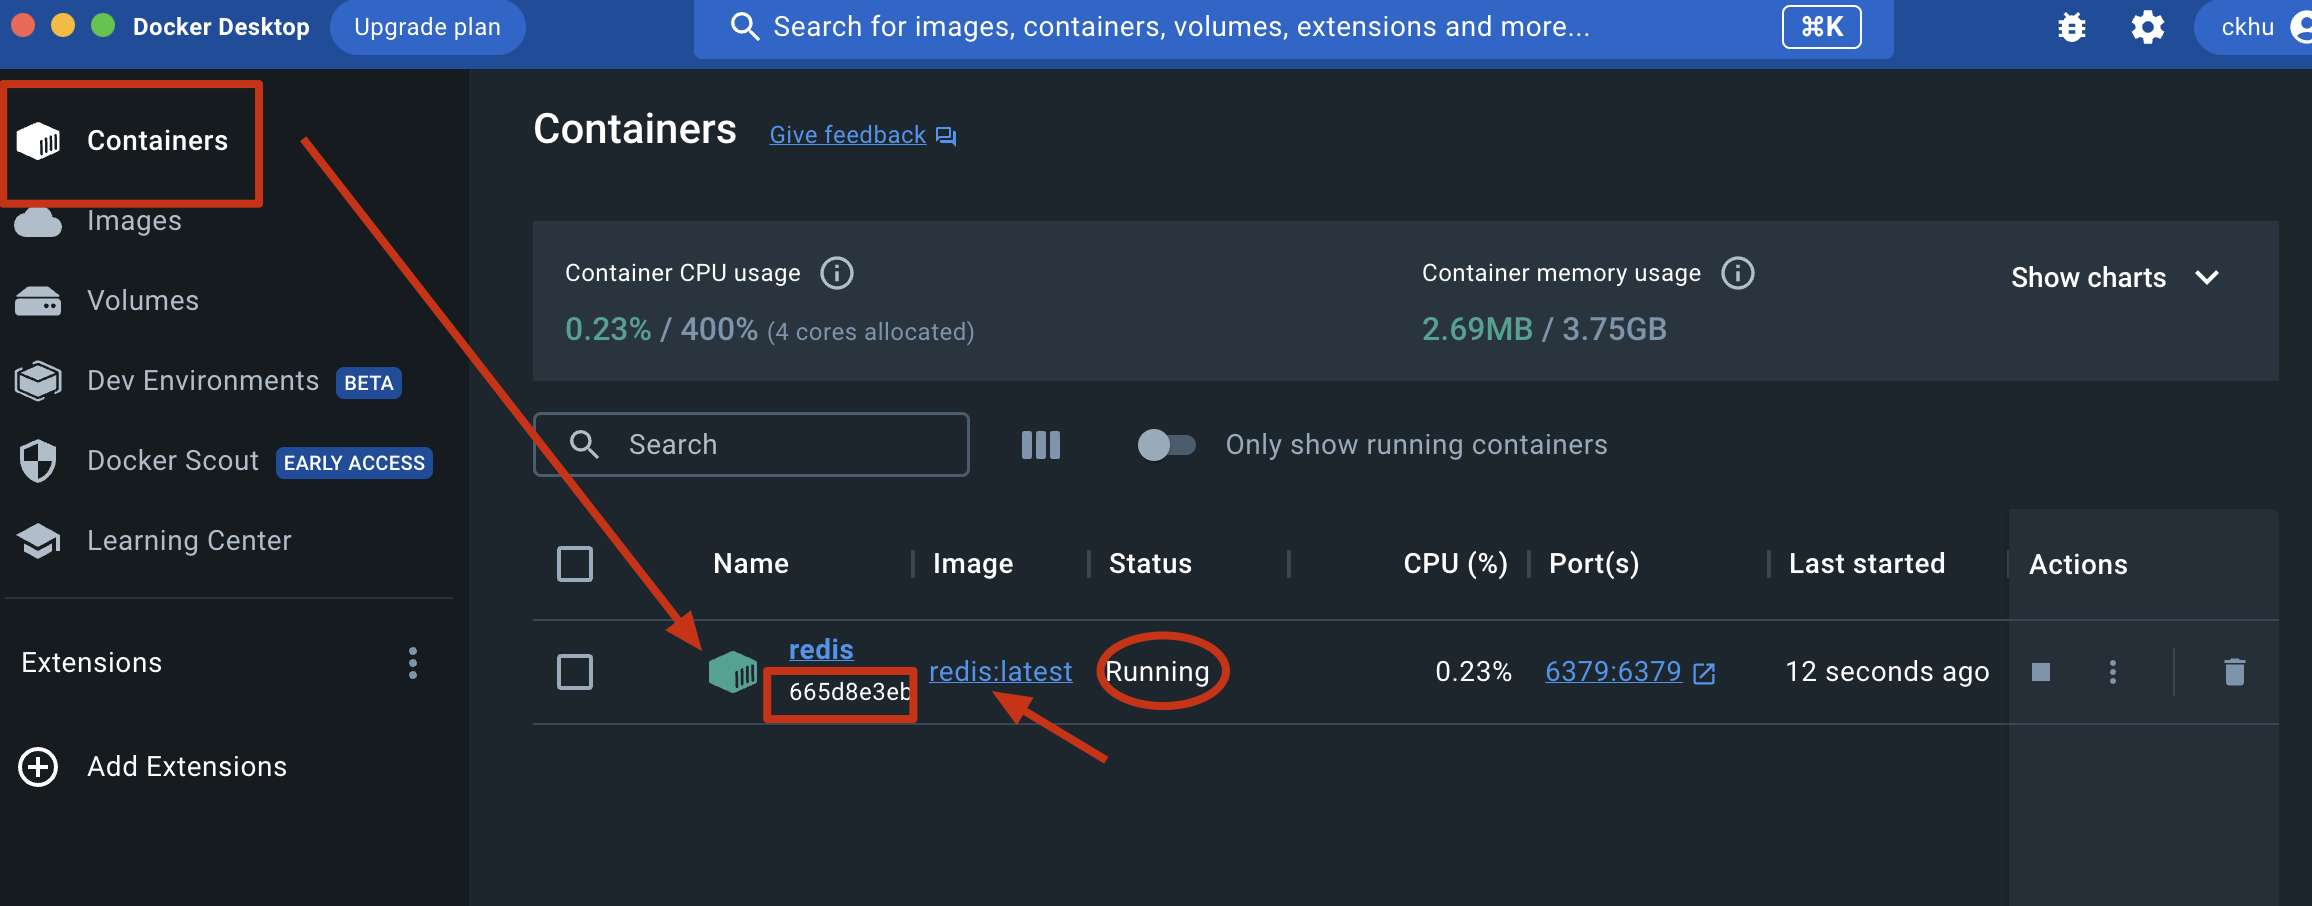 Docker Desktop
Upgrade plan
Search for images, containers, volumes, extensions and more...
⌘K
ckhu
Containers
Images
Volumes
Dev Environments BETA
Docker Scout EARLY ACCESS
Learning Center
Extensions
Add Extensions
Containers
Give feedback
Container CPU usage
0.23% / 400% (4 cores allocated)
Container memory usage
2.69MB / 3.75GB
Show charts
Search
Only show running containers
Name Image Status CPU (%) Port(s) Last started Actions
redis
665d8e3eb
redis:latest Running 0.23% 6379:6379 12 seconds ago